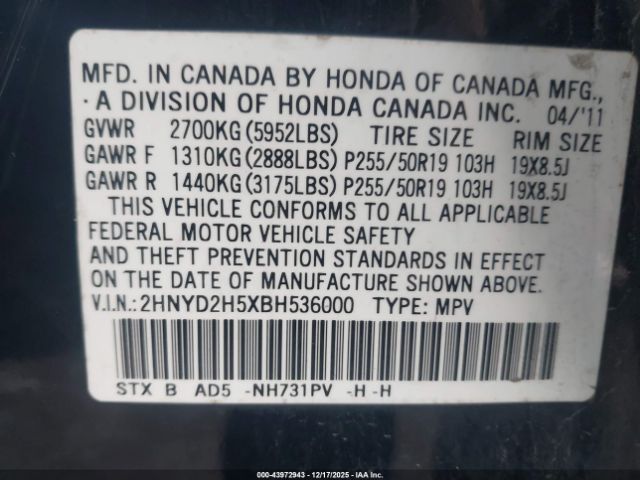 MFD. IN CANADA BY HONDA OF CANADA MFG.,
A DIVISION OF HONDA CANADA INC. 04/'11
GVWR 2700KG(5952LBS) TIRE SIZE RIM SIZE
GAWR F 1310KG(2888LBS) P255/50R19 103H 19X8.5J
GAWR R 1440KG(3175LBS) P255/50R19 103H 19X8.5J
THIS VEHICLE CONFORMS TO ALL APPLICABLE
FEDERAL MOTOR VEHICLE SAFETY
AND THEFT PREVENTION STANDARDS IN EFFECT
ON THE DATE OF MANUFACTURE SHOWN ABOVE.
V.I.N.:2HNYD2H5XBH536000 TYPE: MPV
STX B AD5 -NH731PV -H -H
000-43972943 - 12/17/2025 - IAAI.COM